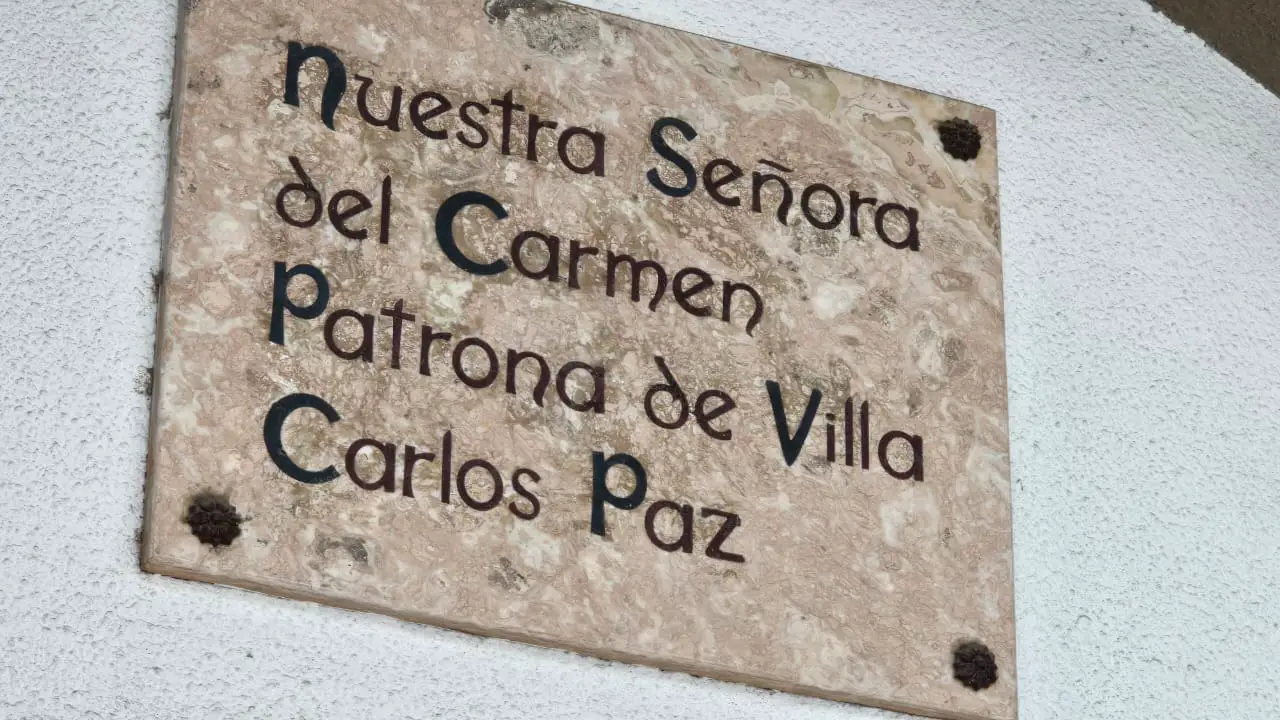 Nuestra Señora
del Carmen
Patrona de Villa
Carlos Paz